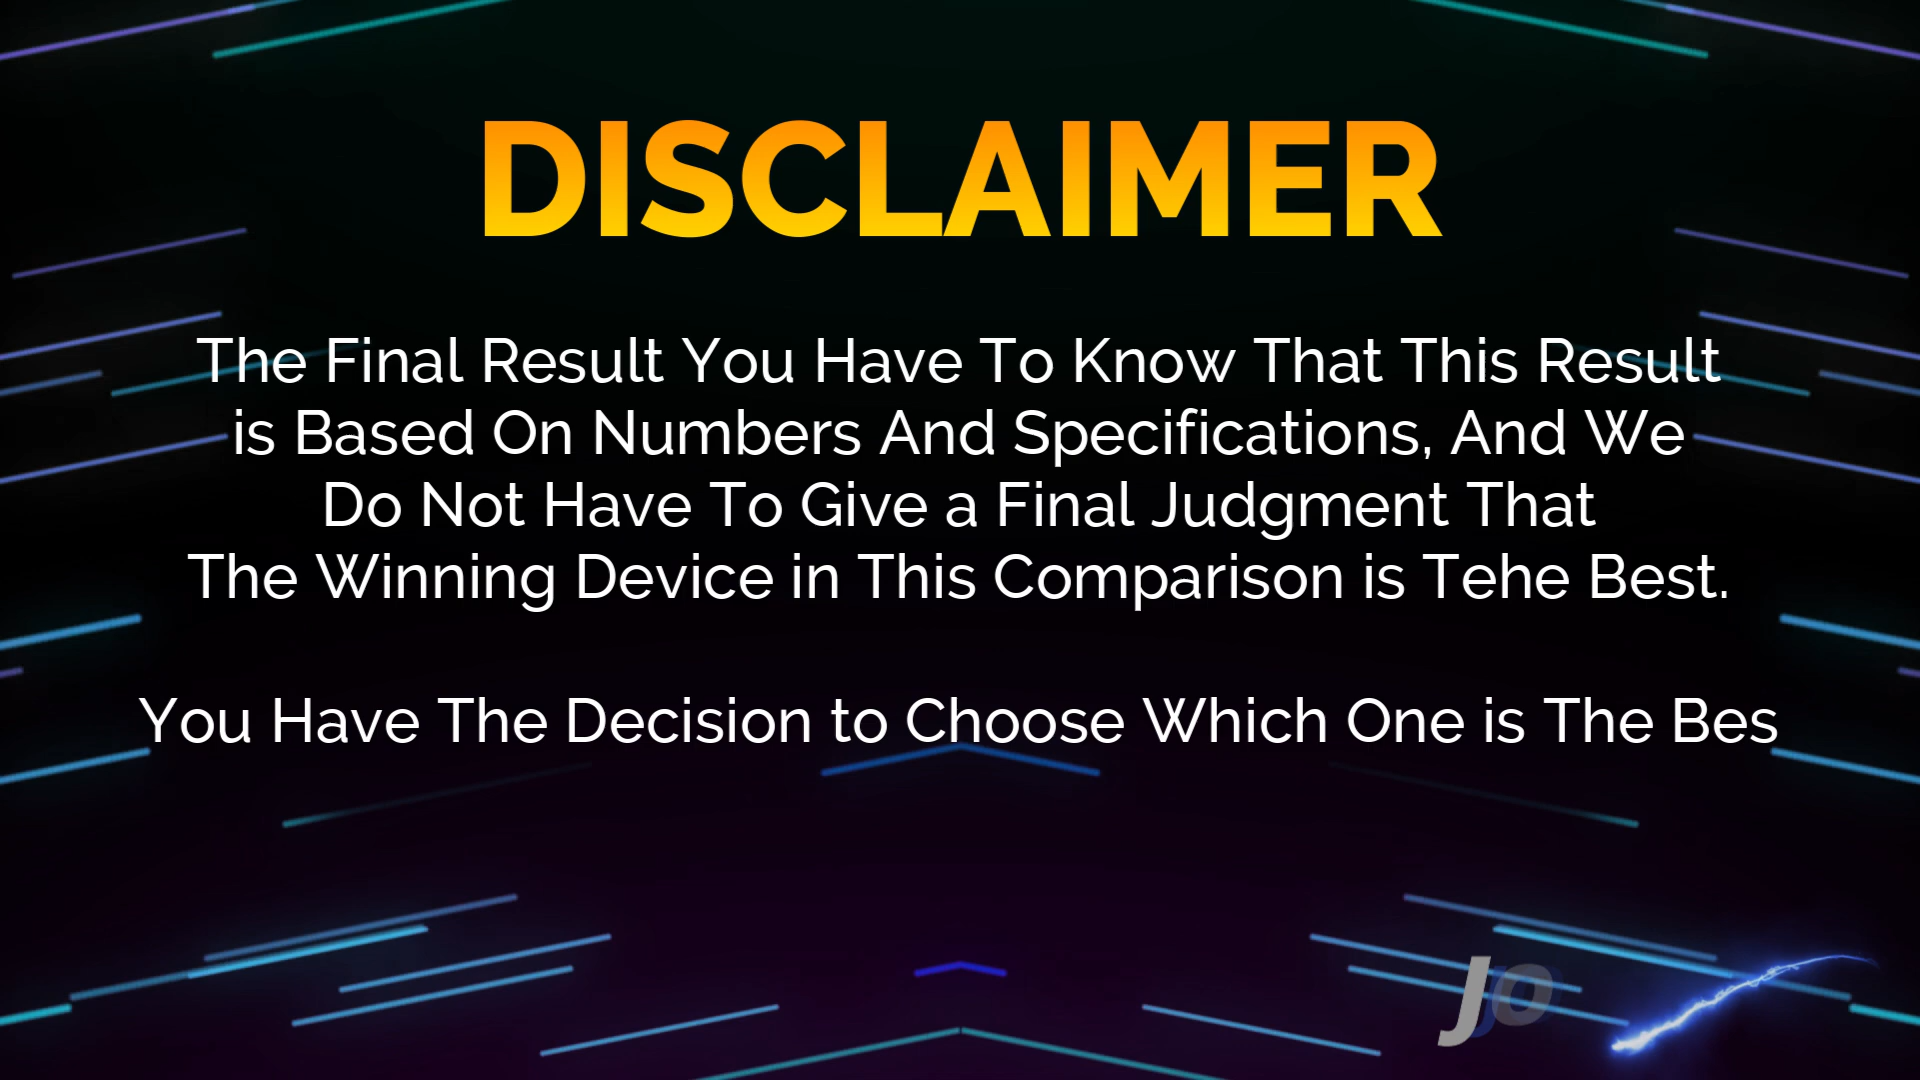 DISCLAIMER
The Final Result You Have To Know That This Result
is Based On Numbers And Specifications, And We
Do Not Have To Give a Final Judgment That
The Winning Device in This Comparison is Tehe Best.
You Have The Decision to Choose Which One is The Bes